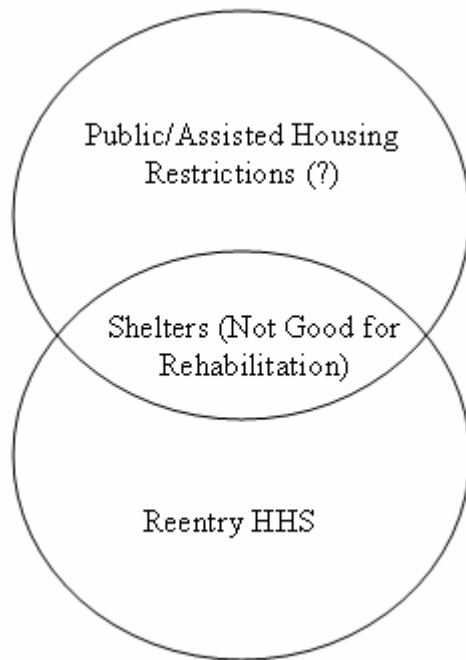 Public/Assisted Housing
Restrictions (?)
Shelters (Not Good for
Rehabilitation)
Reentry HHS